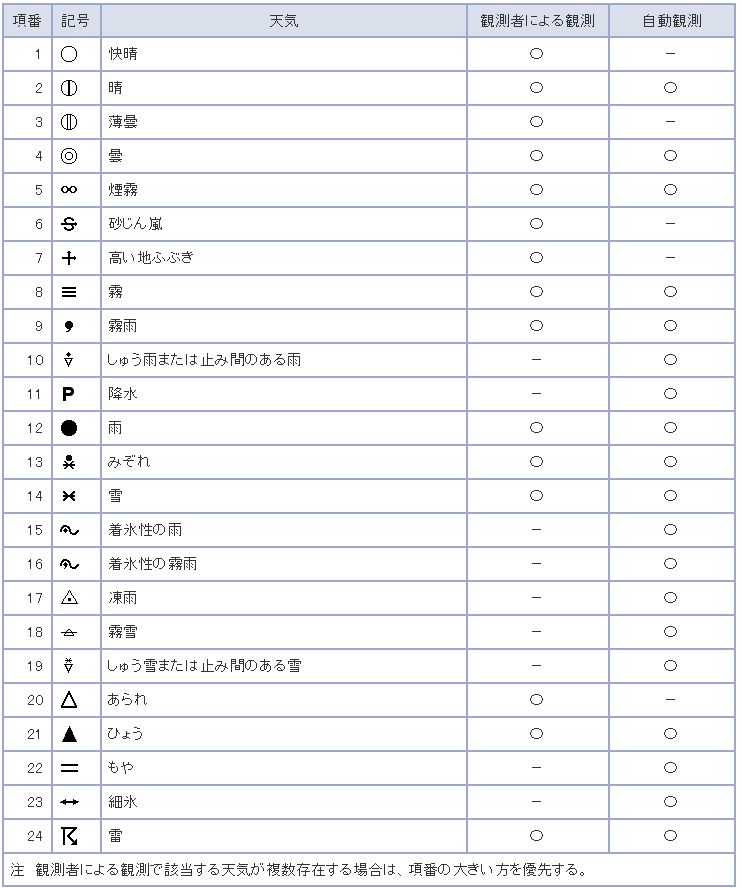 項番 記号 天気 観測者による観測 自動観測
1 快晴 ○ －
2 晴 ○ ○
3 薄曇 ○ －
4 曇 ○ ○
5 煙霧 ○ ○
6 砂じん嵐 ○ －
7 高い地ふぶき ○ －
8 霧 ○ ○
9 霧雨 ○ ○
10 しゅう雨または止み間のある雨 － ○
11 P 降水 － ○
12 雨 ○ ○
13 みぞれ ○ ○
14 雪 ○ ○
15 着氷性の雨 － ○
16 着氷性の霧雨 － ○
17 凍雨 － ○
18 霧雪 － ○
19 しゅう雪または止み間のある雪 － ○
20 あられ ○ －
21 ひょう ○ ○
22 もや － ○
23 細氷 － ○
24 雷 ○ ○
注 観測者による観測で該当する天気が複数存在する場合は、項番の大きい方を優先する。